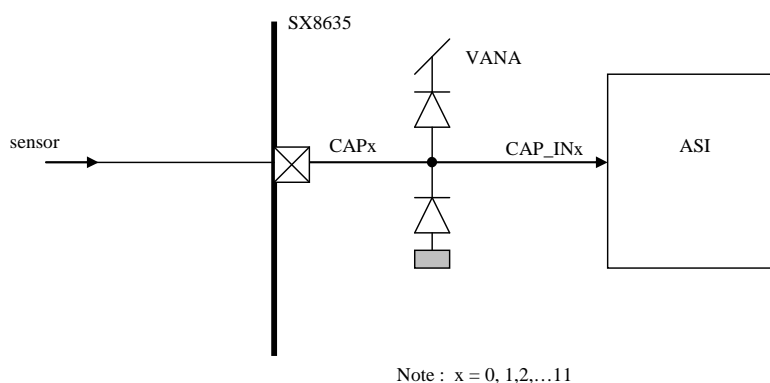 SX8635
VANA
sensor
CAPx
CAP_INx
ASI
Note : x = 0, 1,2,…11